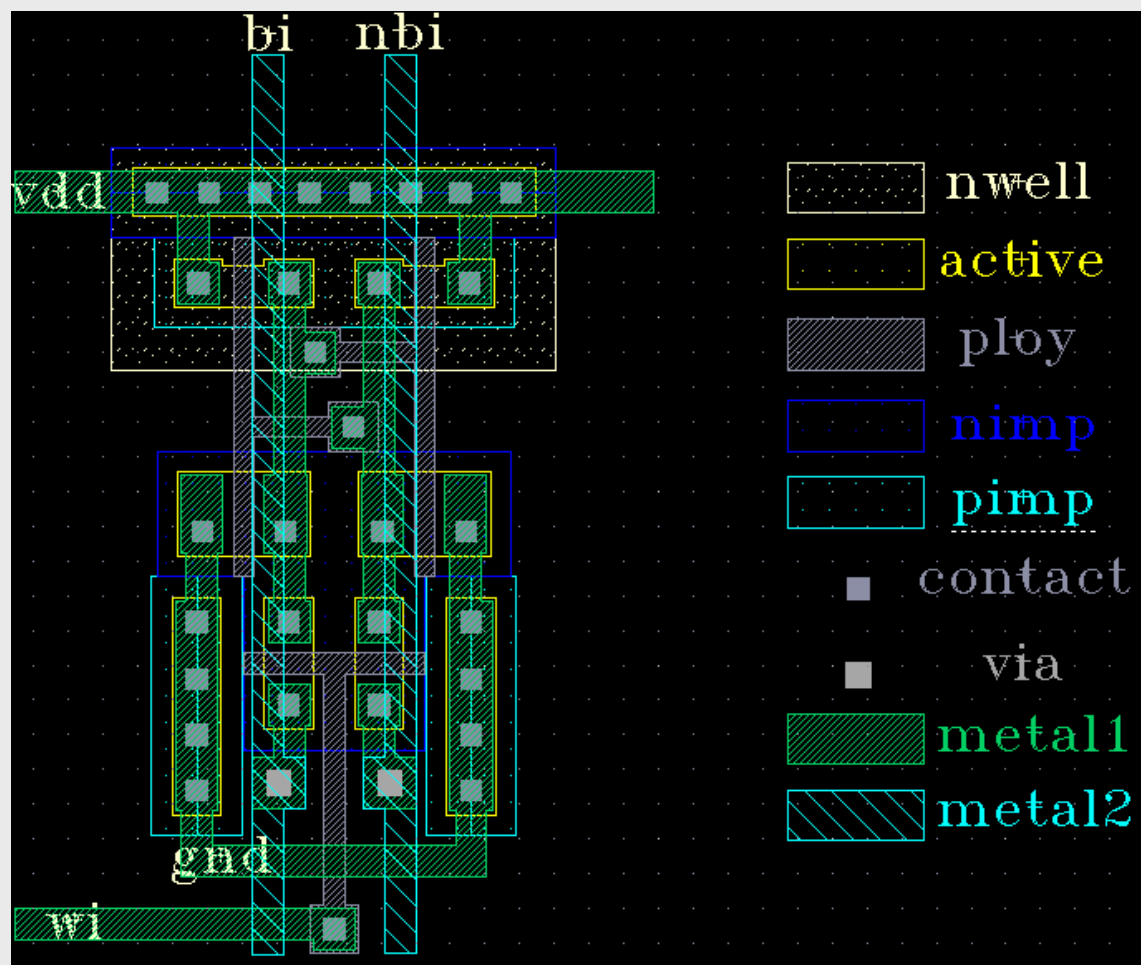 bi nbi
vdd
gnd
wi
nwell
active
ploy
nimp
pimp
contact
via
metal1
metal2